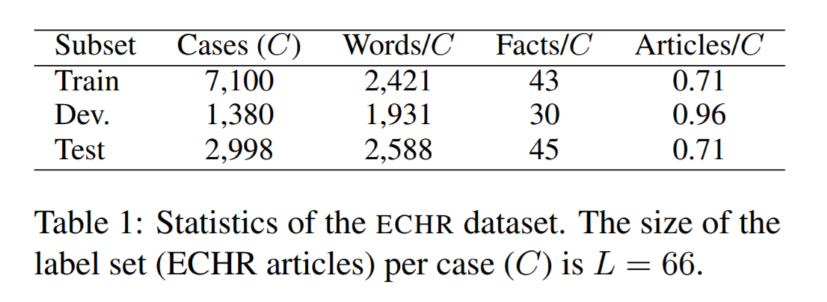 Subset Cases (C) Words/C Facts/C Articles/C
Train 7,100 2,421 43 0.71
Dev. 1,380 1,931 30 0.96
Test 2,998 2,588 45 0.71
Table 1: Statistics of the ECHR dataset. The size of the
label set (ECHR articles) per case (C) is L = 66.